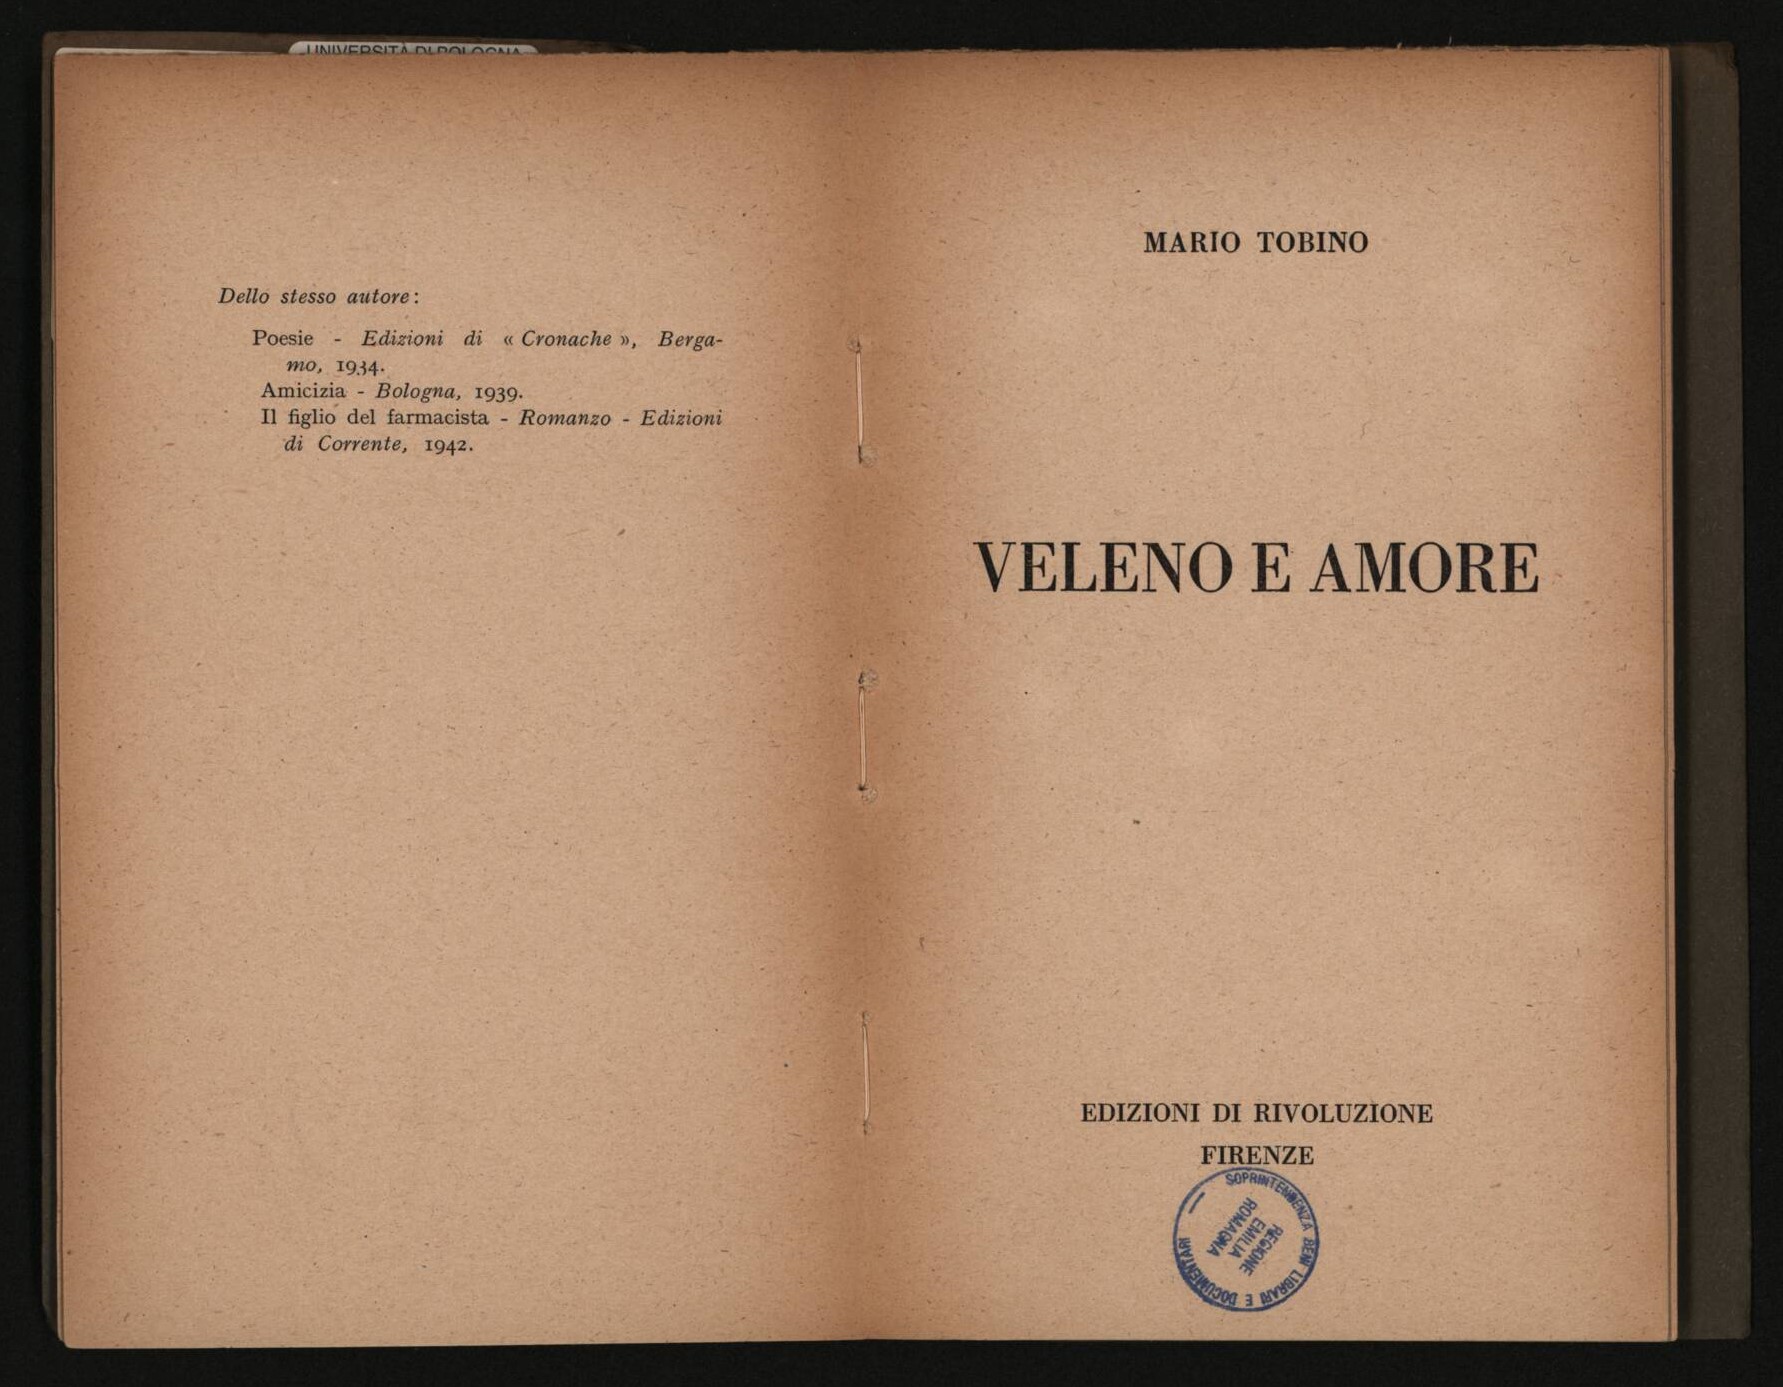 UNIVERSITÀ DI BOLOGNA
Dello stesso autore:
Poesie - Edizioni di « Cronache », Berga-
mo, 1934.
Amicizia - Bologna, 1939.
Il figlio del farmacista - Romanzo - Edizioni
di Corrente, 1942.
MARIO TOBINO
VELENO E AMORE
EDIZIONI DI RIVOLUZIONE
FIRENZE
SOPRINTENDENZA BENI LIBRARI E DOCUMENTARI
REGIONE
EMILIA
ROMAGNA